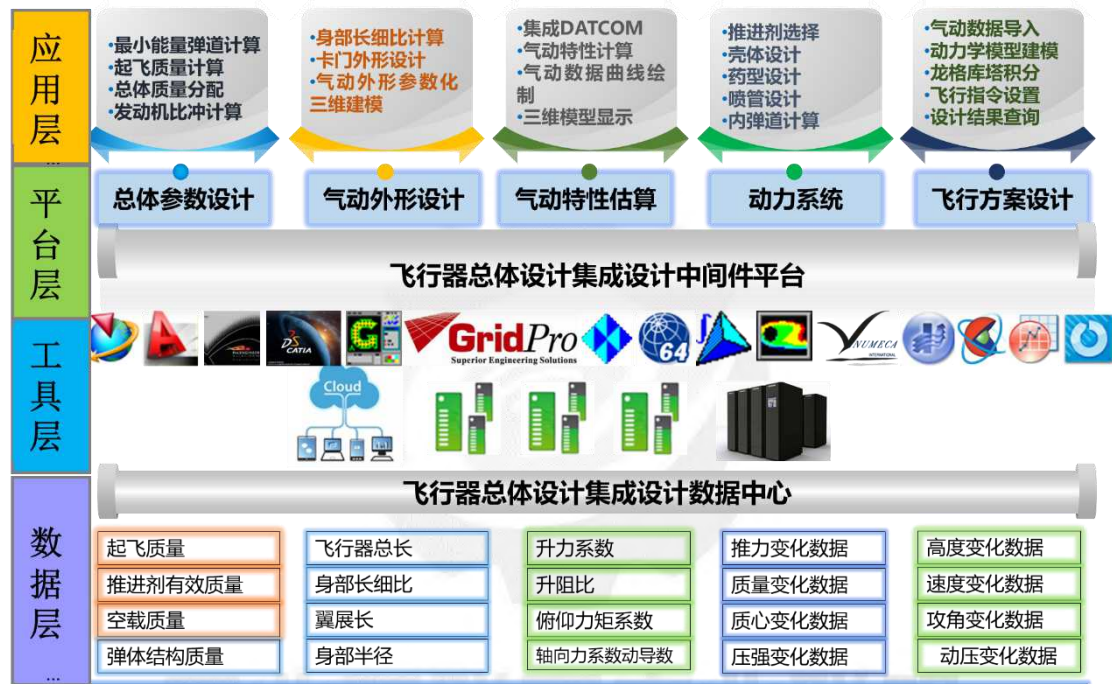 应用层
...
·最小能量弹道计算
·起飞质量计算
·总体质量分配
·发动机比冲计算
·身部长细比计算
·卡门外形设计
·气动外形参数化
三维建模
·集成DATCOM
·气动特性计算
·气动数据曲线绘
制
·三维模型显示
·推进剂选择
·壳体设计
·药型设计
·喷管设计
·内弹道计算
·气动数据导入
·动力学模型建模
·龙格库塔积分
·飞行指令设置
·设计结果查询
平台层
总体参数设计
气动外形设计
气动特性估算
动力系统
飞行方案设计
飞行器总体设计集成设计中间件平台
工具层
DS
CATIA
GridPro
Superior Engineering Solutions
64
NUMECA
INTERNATIONAL
Cloud
飞行器总体设计集成设计数据中心
数据层
...
起飞质量
推进剂有效质量
空载质量
弹体结构质量
飞行器总长
身部长细比
翼展长
身部半径
升力系数
升阻比
俯仰力矩系数
轴向力系数动导数
推力变化数据
质量变化数据
质心变化数据
压强变化数据
高度变化数据
速度变化数据
攻角变化数据
动压变化数据